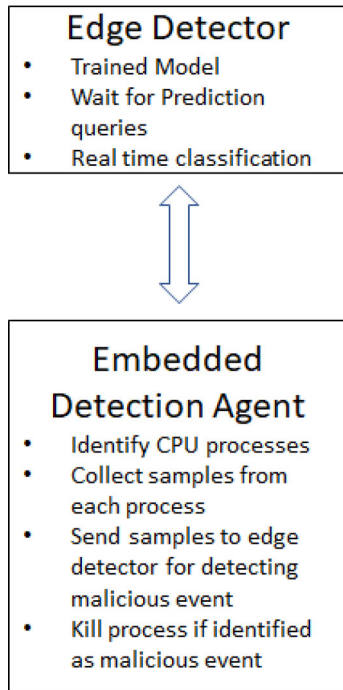 Edge Detector
• Trained Model
• Wait for Prediction
queries
• Real time classification
Embedded
Detection Agent
• Identify CPU processes
• Collect samples from
each process
• Send samples to edge
detector for detecting
malicious event
• Kill process if identified
as malicious event